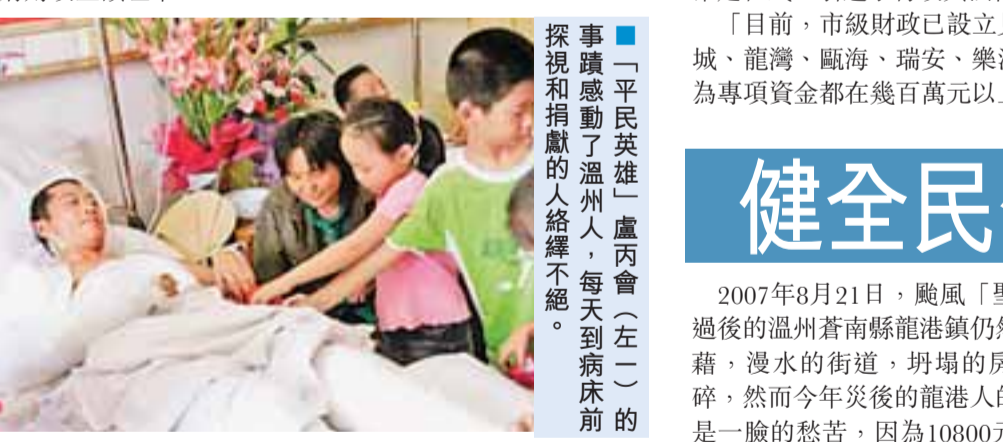 ■「平民英雄」盧丙會（左一）的
事蹟感動了溫州人，每天到病床前
探視和捐獻的人絡繹不絕。
「目前，市級財政已設立
城、龍灣、甌海、瑞安、樂
為專項資金都在幾百萬元以
健全民
2007年8月21日，颱風「
過後的溫州蒼南縣龍港鎮仍
藉，漫水的街道，坍塌的房
碎，然而今年災後的龍港人的
是一臉的愁苦，因為10800元